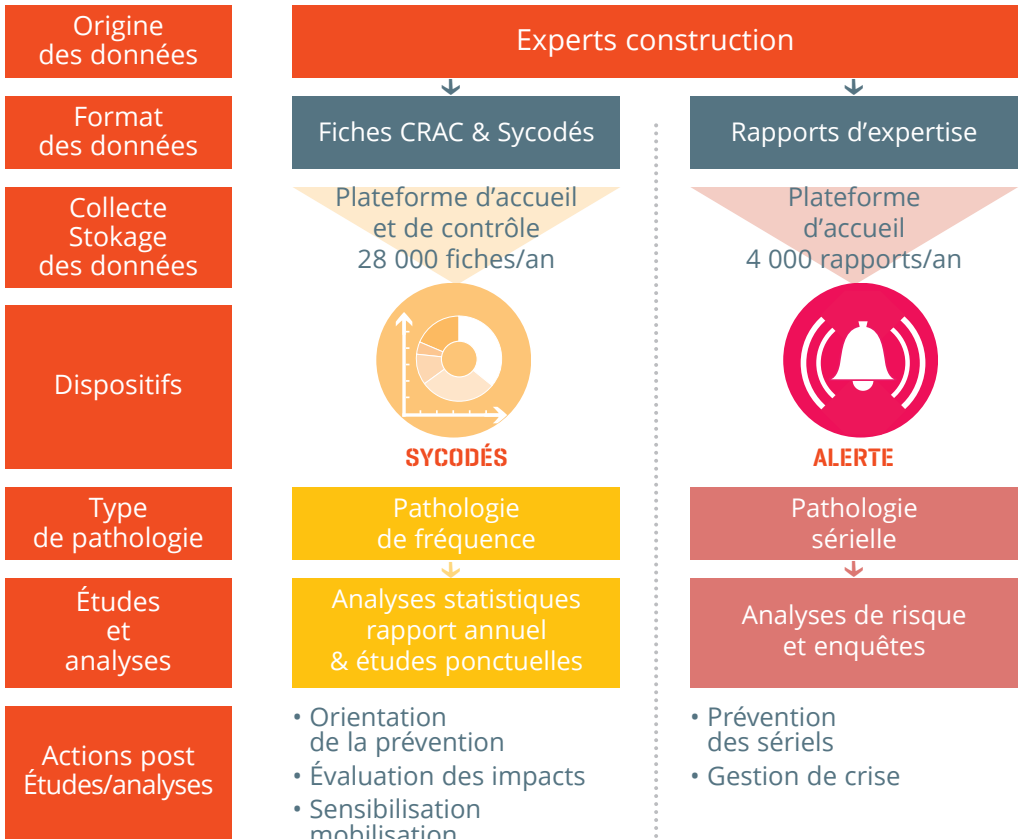 Origine
des données
Experts construction
Format
des données
Fiches CRAC & Sycodés
Rapports d’expertise
Collecte
Stokage
des données
Plateforme d’accueil
et de contrôle
28 000 fiches/an
Plateforme
d’accueil
4 000 rapports/an
Dispositifs
SYCODÉS
ALERTE
Type
de pathologie
Pathologie
de fréquence
Pathologie
sérielle
Études
et
analyses
Analyses statistiques
rapport annuel
& études ponctuelles
Analyses de risque
et enquêtes
Actions post
Études/analyses
• Orientation
de la prévention
• Évaluation des impacts
• Sensibilisation
mobilisation
• Prévention
des sériels
• Gestion de crise